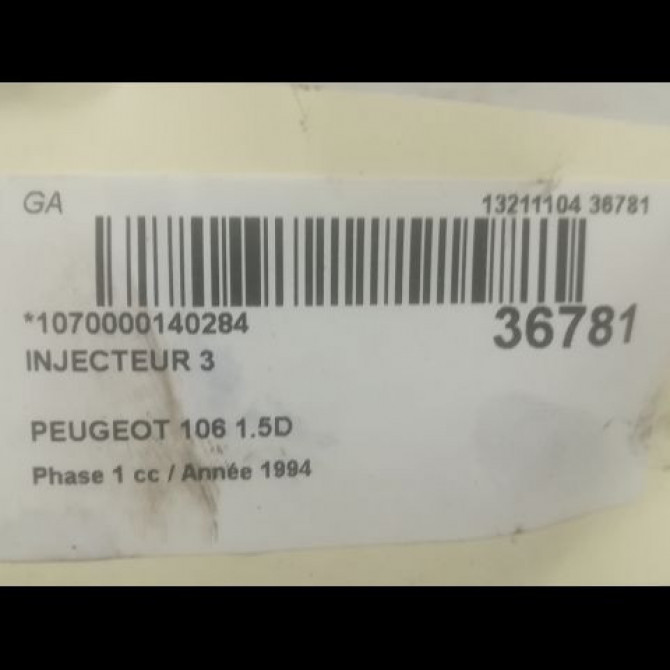 GA
13211104 36781
*1070000140284
36781
INJECTEUR 3
PEUGEOT 106 1.5D
Phase 1 cc / Année 1994